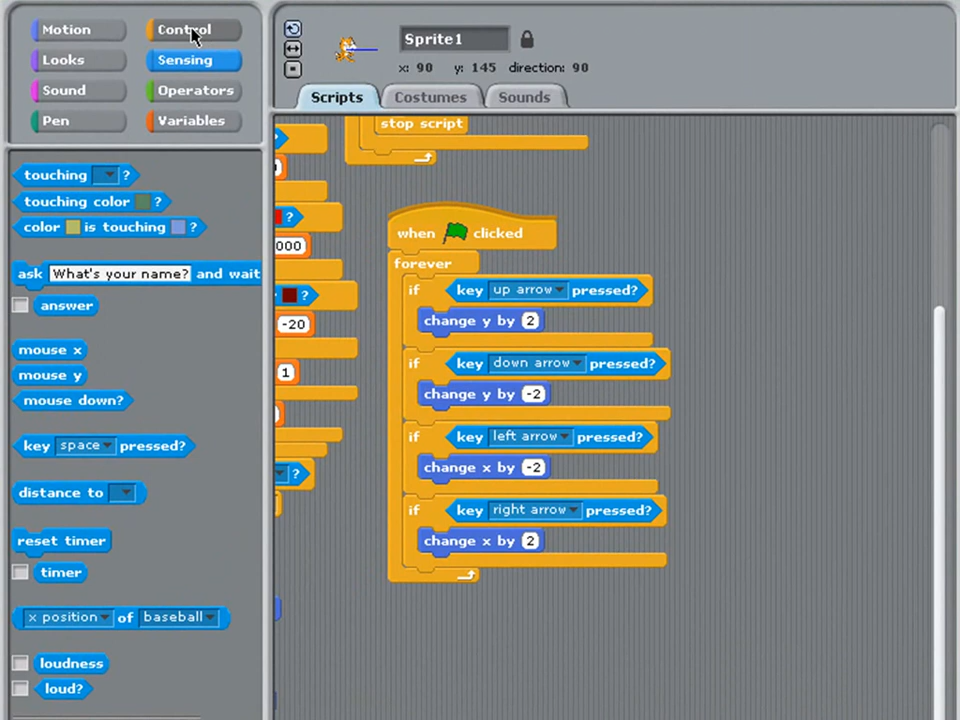 Motion Control
Looks Sensing
Sound Operators
Pen Variables
Sprite1
x: 90 y: 145 direction: 90
Scripts Costumes Sounds
touching ?
touching color ?
color is touching ?
ask What's your name? and wait
answer
mouse x
mouse y
mouse down?
key space pressed?
distance to
reset timer
timer
x position of baseball
loudness
loud?
stop script
?
000
?
-20
1
?
when clicked
forever
if key up arrow pressed?
change y by 2
if key down arrow pressed?
change y by -2
if key left arrow pressed?
change x by -2
if key right arrow pressed?
change x by 2